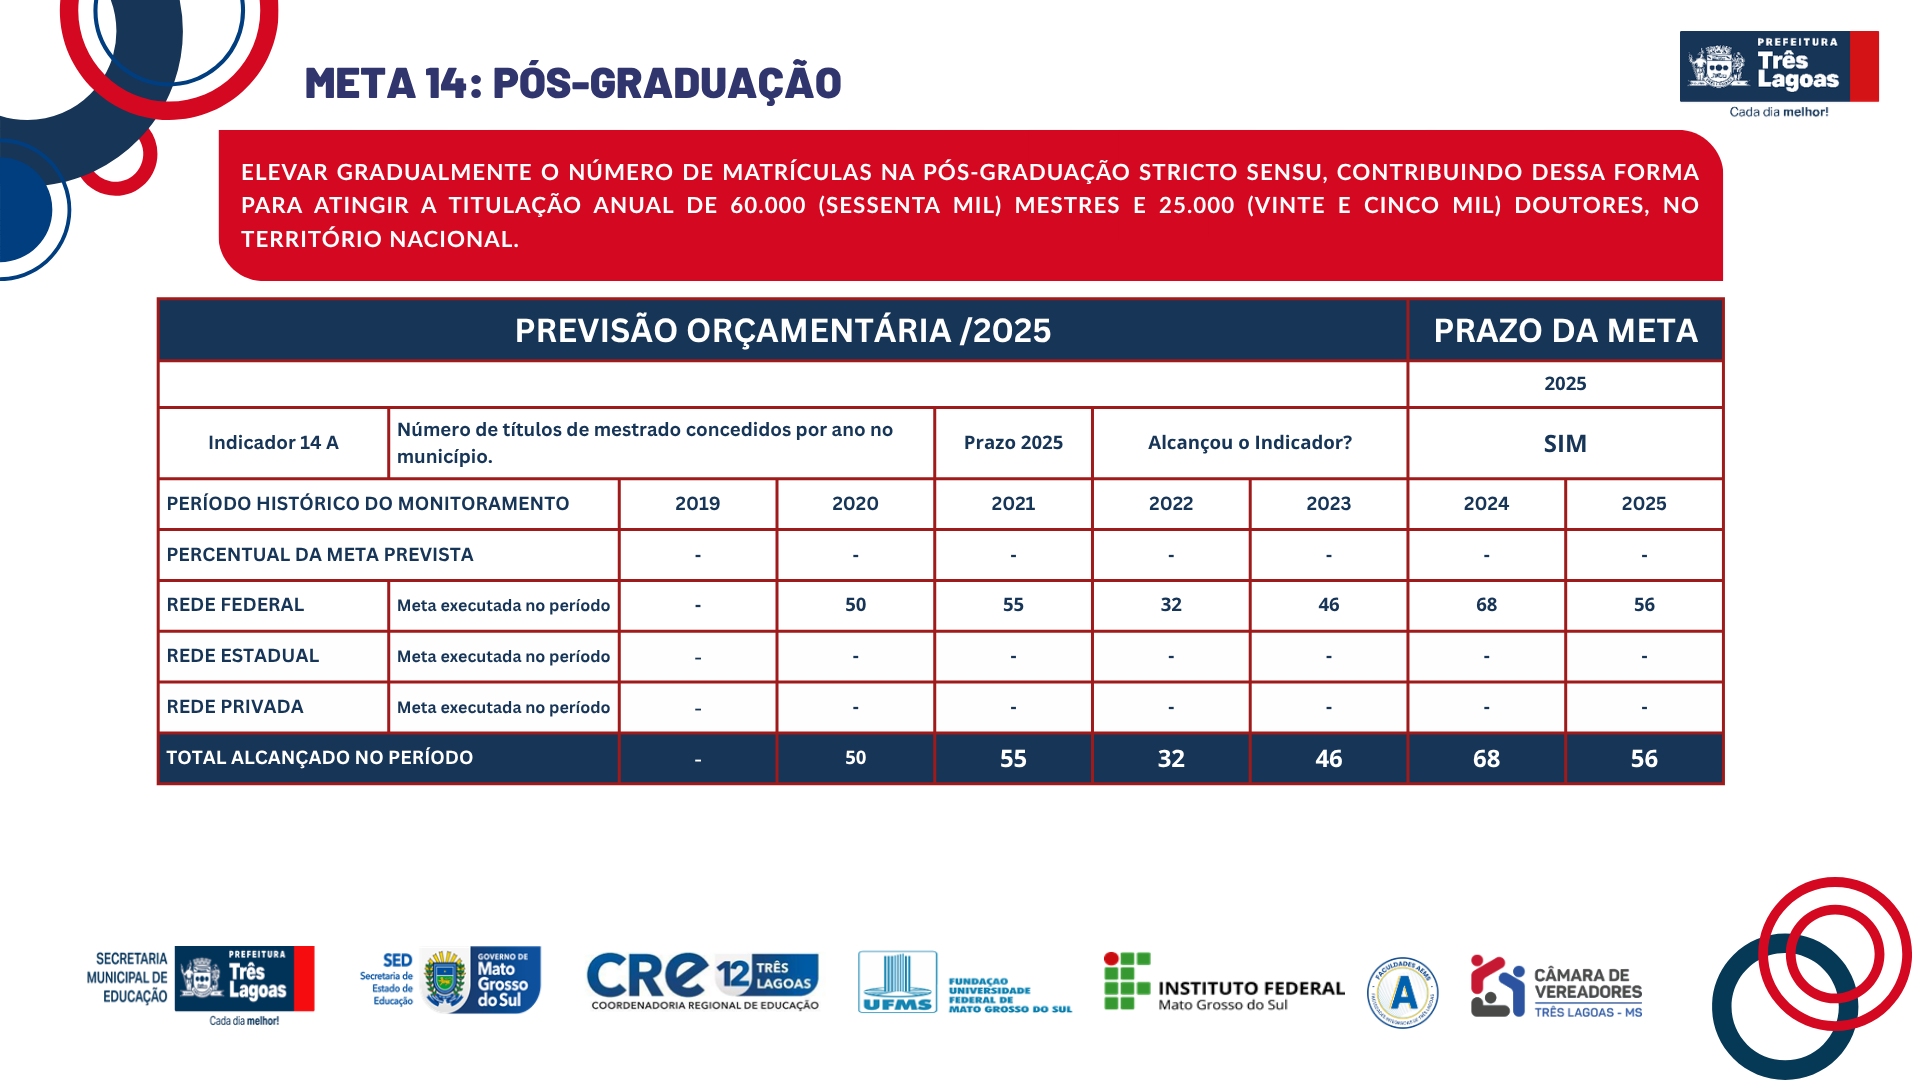 META 14: PÓS-GRADUAÇÃO
PREFEITURA
Três
Lagoas
Cada dia melhor!
ELEVAR GRADUALMENTE O NÚMERO DE MATRÍCULAS NA PÓS-GRADUAÇÃO STRICTO SENSU, CONTRIBUINDO DESSA FORMA
PARA ATINGIR A TITULAÇÃO ANUAL DE 60.000 (SESSENTA MIL) MESTRES E 25.000 (VINTE E CINCO MIL) DOUTORES, NO
TERRITÓRIO NACIONAL.
PREVISÃO ORÇAMENTÁRIA /2025 PRAZO DA META
2025
Indicador 14 A Número de títulos de mestrado concedidos por ano no
município. Prazo 2025 Alcançou o Indicador? SIM
PERÍODO HISTÓRICO DO MONITORAMENTO 2019 2020 2021 2022 2023 2024 2025
PERCENTUAL DA META PREVISTA - - - - - - -
REDE FEDERAL Meta executada no período - 50 55 32 46 68 56
REDE ESTADUAL Meta executada no período - - - - - - -
REDE PRIVADA Meta executada no período - - - - - - -
TOTAL ALCANÇADO NO PERÍODO - 50 55 32 46 68 56
SECRETARIA
MUNICIPAL DE
EDUCAÇÃO
PREFEITURA
Três
Lagoas
Cada dia melhor!
SED
Secretaria de
Estado de
Educação
GOVERNO DE
Mato
Grosso
do Sul
CRE 12 TRÊS
LAGOAS
COORDENADORIA REGIONAL DE EDUCAÇÃO
UFMS
FUNDAÇAO
UNIVERSIDADE
FEDERAL DE
MATO GROSSO DO SUL
INSTITUTO FEDERAL
Mato Grosso do Sul
FACULDADES AEMS
A
CÂMARA DE
VEREADORES
TRÊS LAGOAS - MS